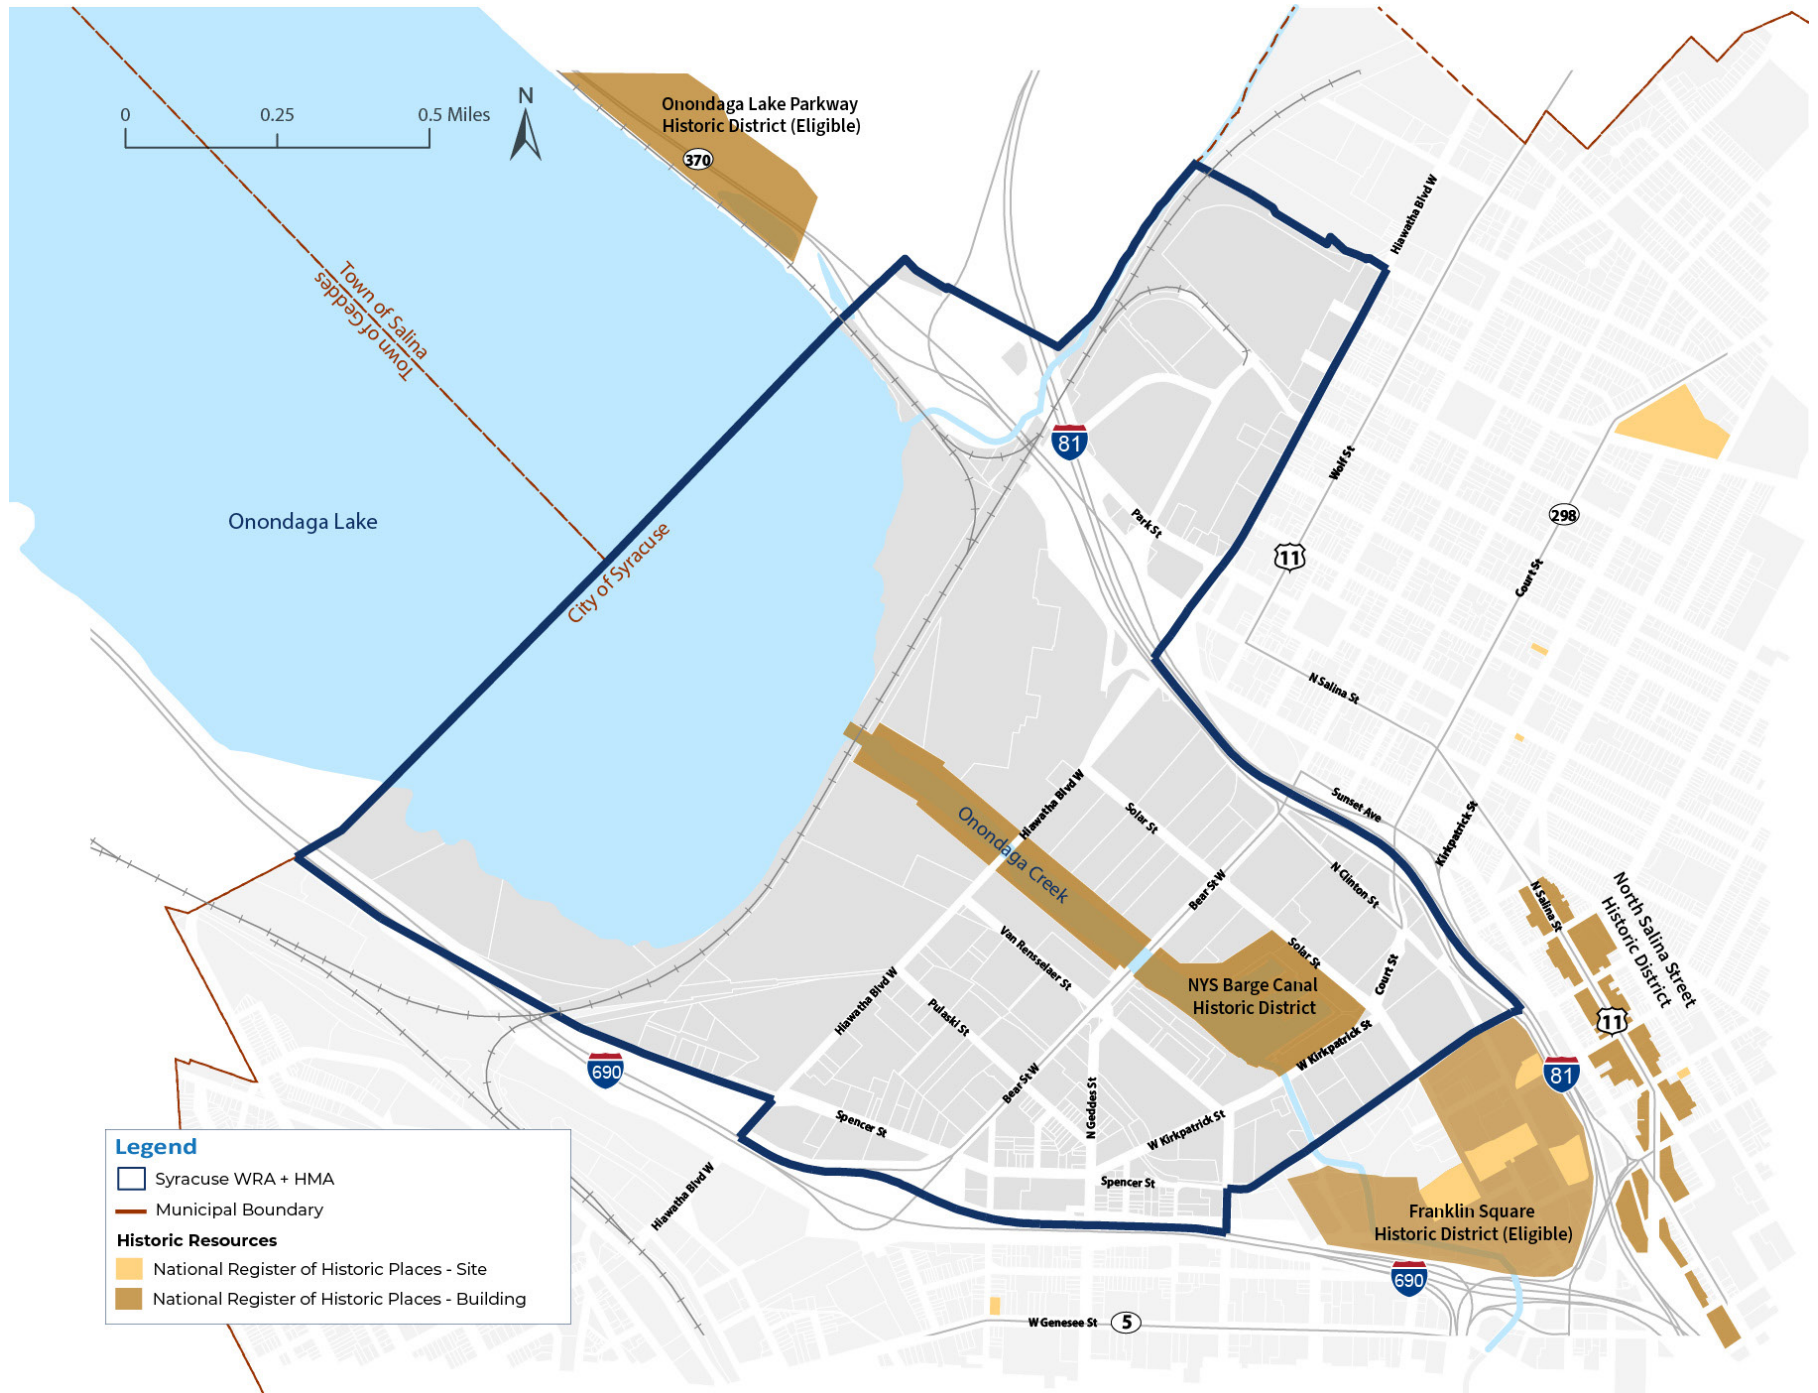 Onondaga Lake Parkway
Historic District (Eligible)
370
N
0 0.25 0.5 Miles
Town of Salina
Town of Geddes
City of Syracuse
Onondaga Lake
Hiawatha Blvd W
81
Wolf St
298
Park St
11
Court St
N Salina St
Sunset Ave
Kirkpatrick St
Hiawatha Blvd W
Solar St
Onondaga Creek
N Clinton St
Bear St W
N Salina St
North Salina Street
Historic District
Van Rensselaer St
Solar St
Court St
Hiawatha Blvd W
NYS Barge Canal
Historic District
Pulaski St
11
W Kirkpatrick St
690
Bear St W
81
N Geddes St
Spencer St
W Kirkpatrick St
Hiawatha Blvd W
Spencer St
Franklin Square
Historic District (Eligible)
690
W Genesee St
5
Legend
Syracuse WRA + HMA
Municipal Boundary
Historic Resources
National Register of Historic Places - Site
National Register of Historic Places - Building